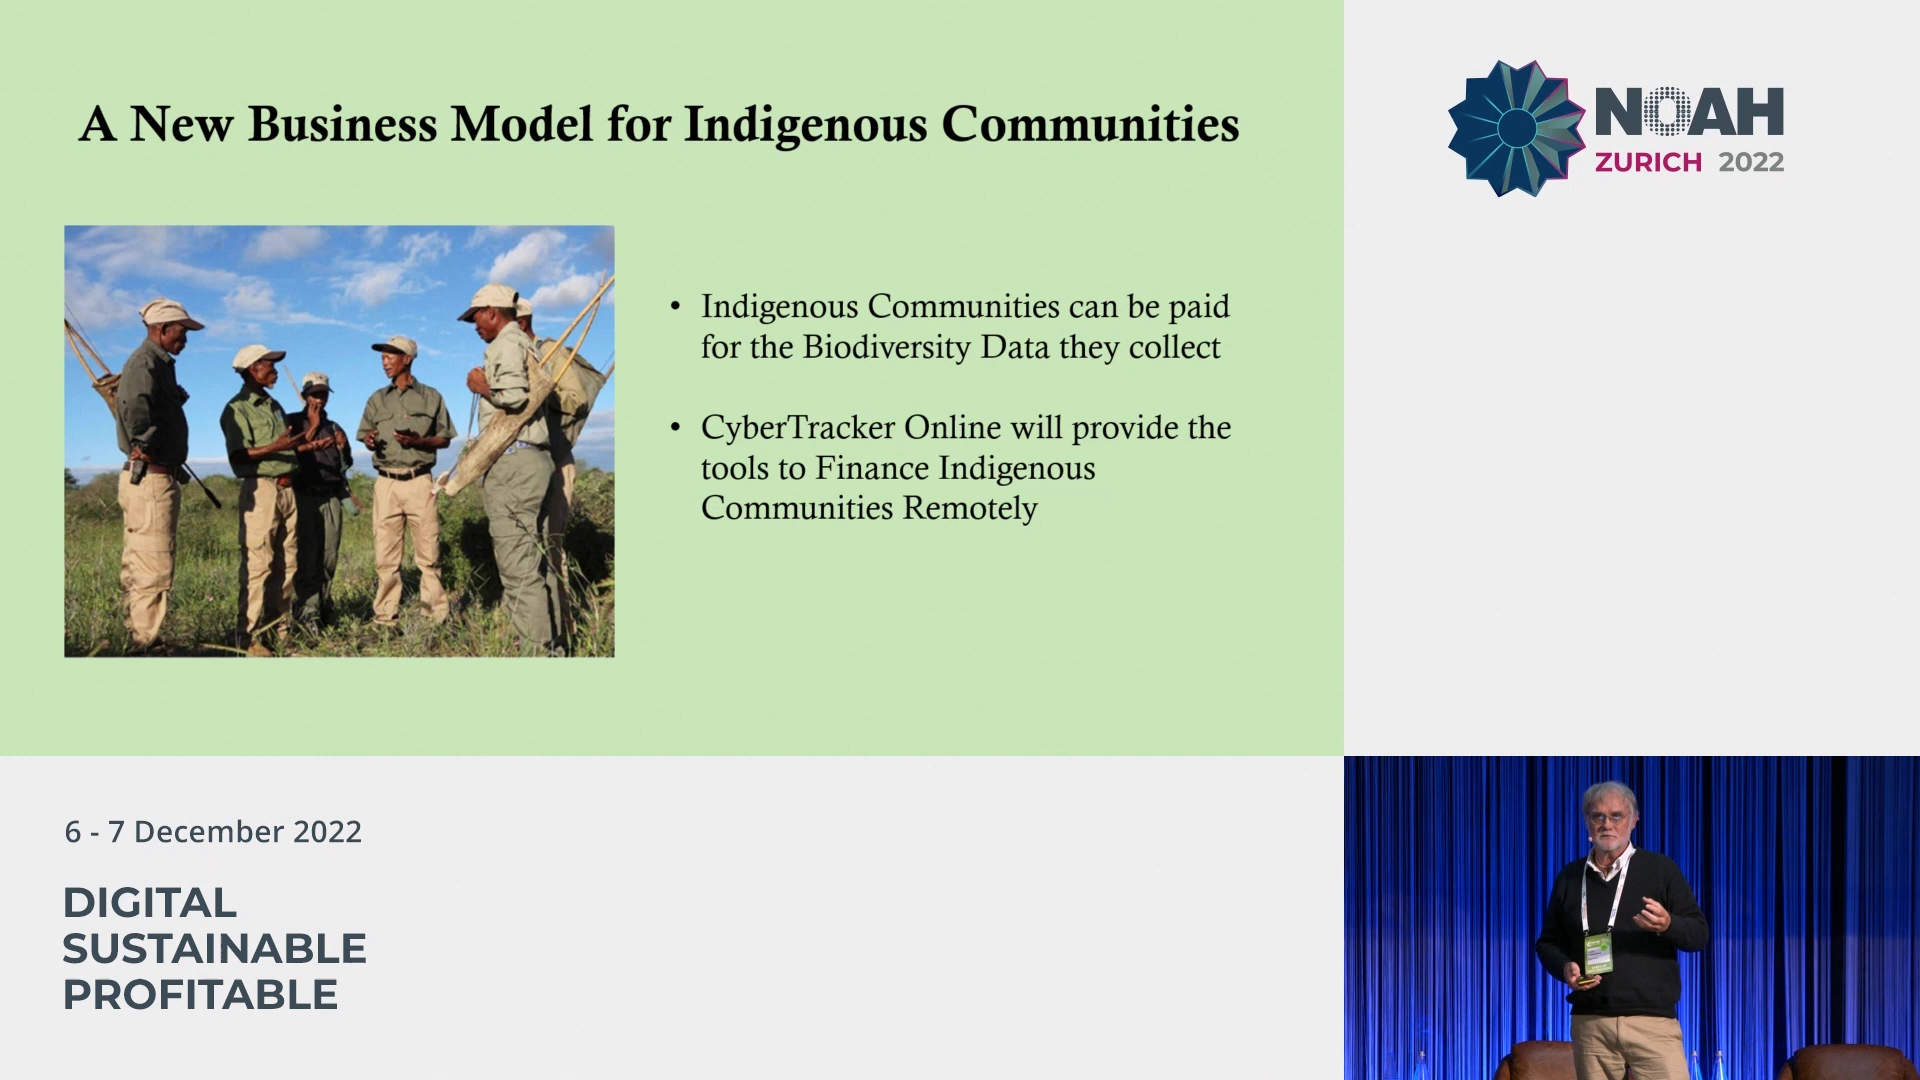 A New Business Model for Indigenous Communities
• Indigenous Communities can be paid
for the Biodiversity Data they collect
• CyberTracker Online will provide the
tools to Finance Indigenous
Communities Remotely
NOAH
ZURICH 2022
6 - 7 December 2022
DIGITAL
SUSTAINABLE
PROFITABLE